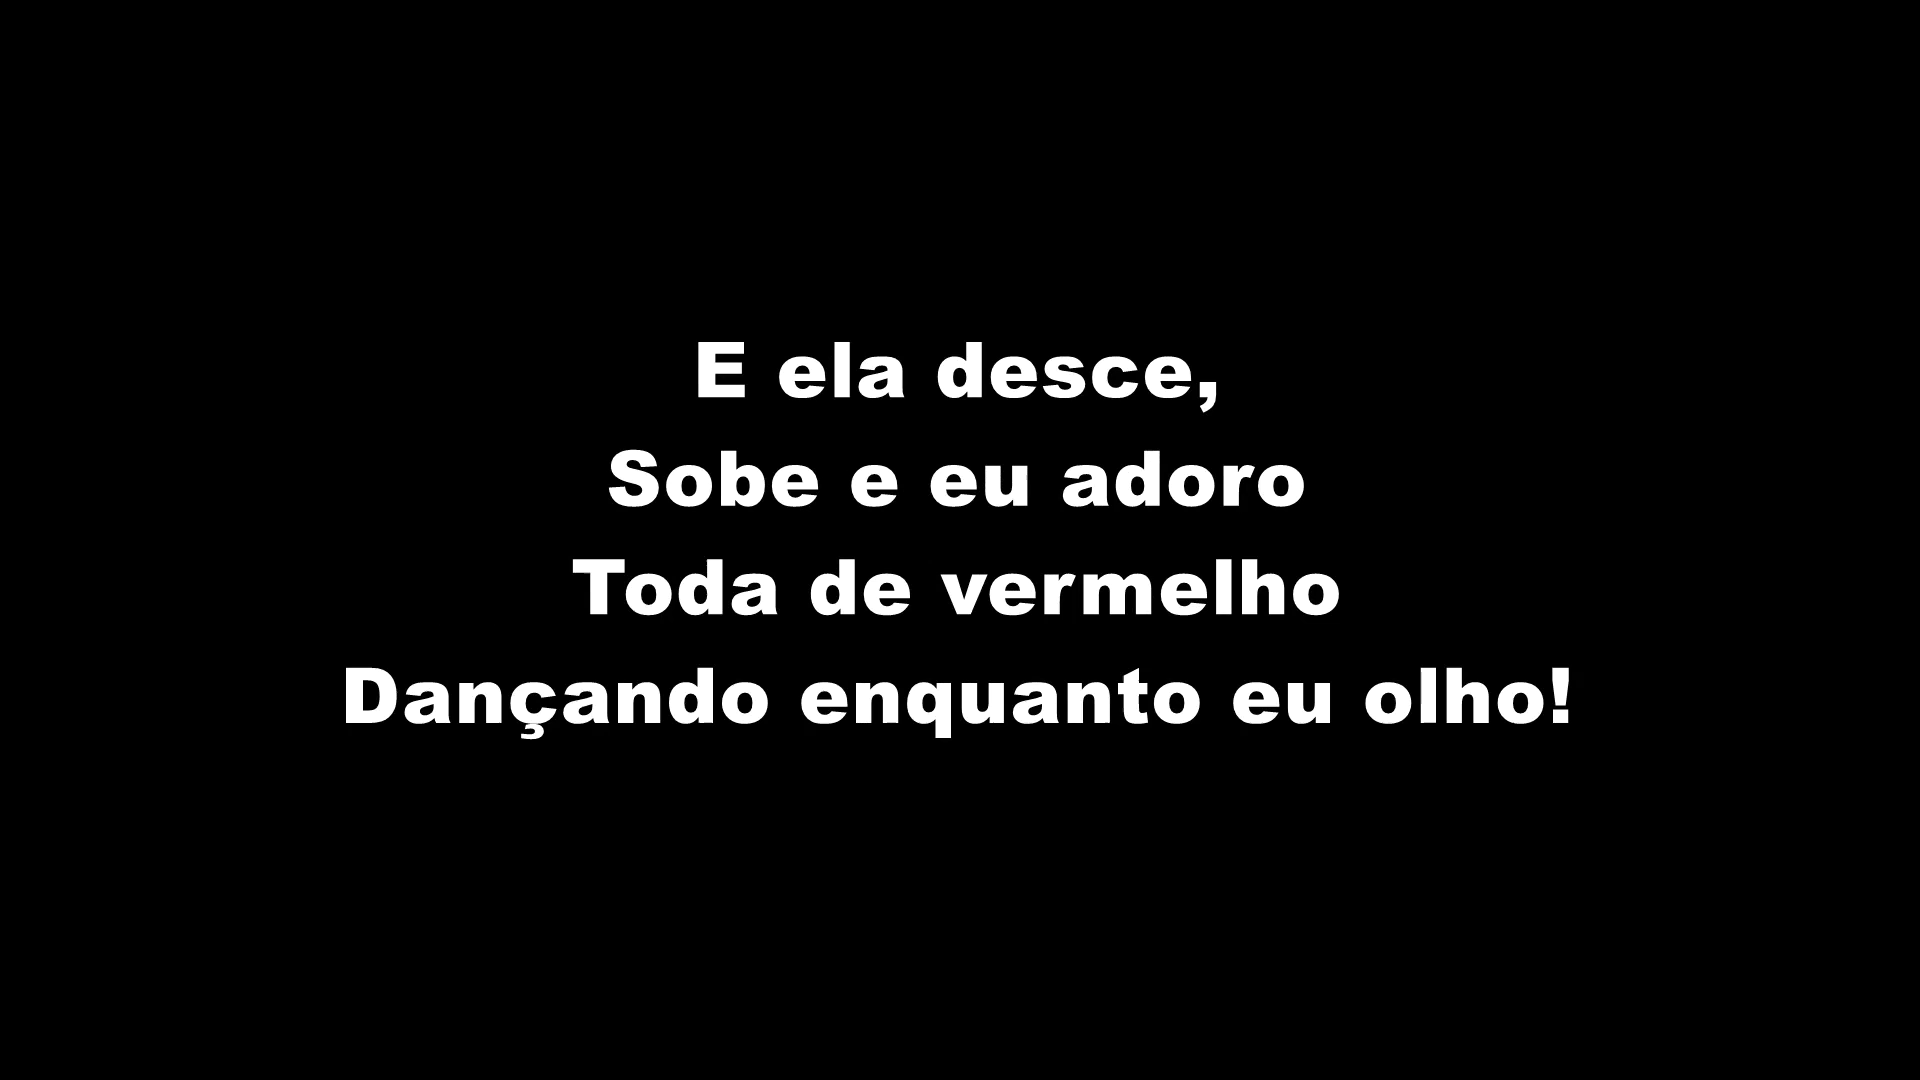 E ela desce,
Sobe e eu adoro
Toda de vermelho
Dançando enquanto eu olho!